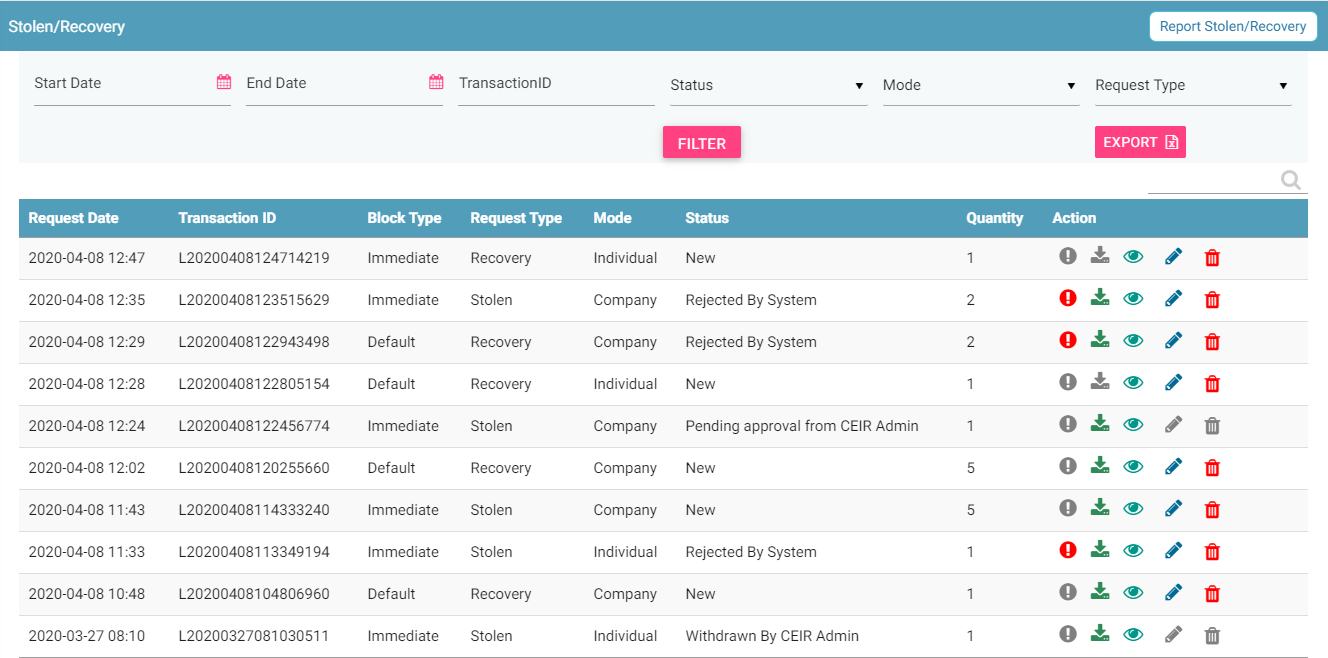 Stolen/Recovery Report Stolen/Recovery
Start Date End Date TransactionID Status Mode Request Type
FILTER EXPORT
Request Date Transaction ID Block Type Request Type Mode Status Quantity Action
2020-04-08 12:47 L20200408124714219 Immediate Recovery Individual New 1
2020-04-08 12:35 L20200408123515629 Immediate Stolen Company Rejected By System 2
2020-04-08 12:29 L20200408122943498 Default Recovery Company Rejected By System 2
2020-04-08 12:28 L20200408122805154 Default Recovery Individual New 1
2020-04-08 12:24 L20200408122456774 Immediate Stolen Company Pending approval from CEIR Admin 1
2020-04-08 12:02 L20200408120255660 Default Recovery Company New 5
2020-04-08 11:43 L20200408114333240 Immediate Stolen Company New 5
2020-04-08 11:33 L20200408113349194 Immediate Stolen Individual Rejected By System 1
2020-04-08 10:48 L20200408104806960 Default Recovery Company New 1
2020-03-27 08:10 L20200327081030511 Immediate Stolen Individual Withdrawn By CEIR Admin 1